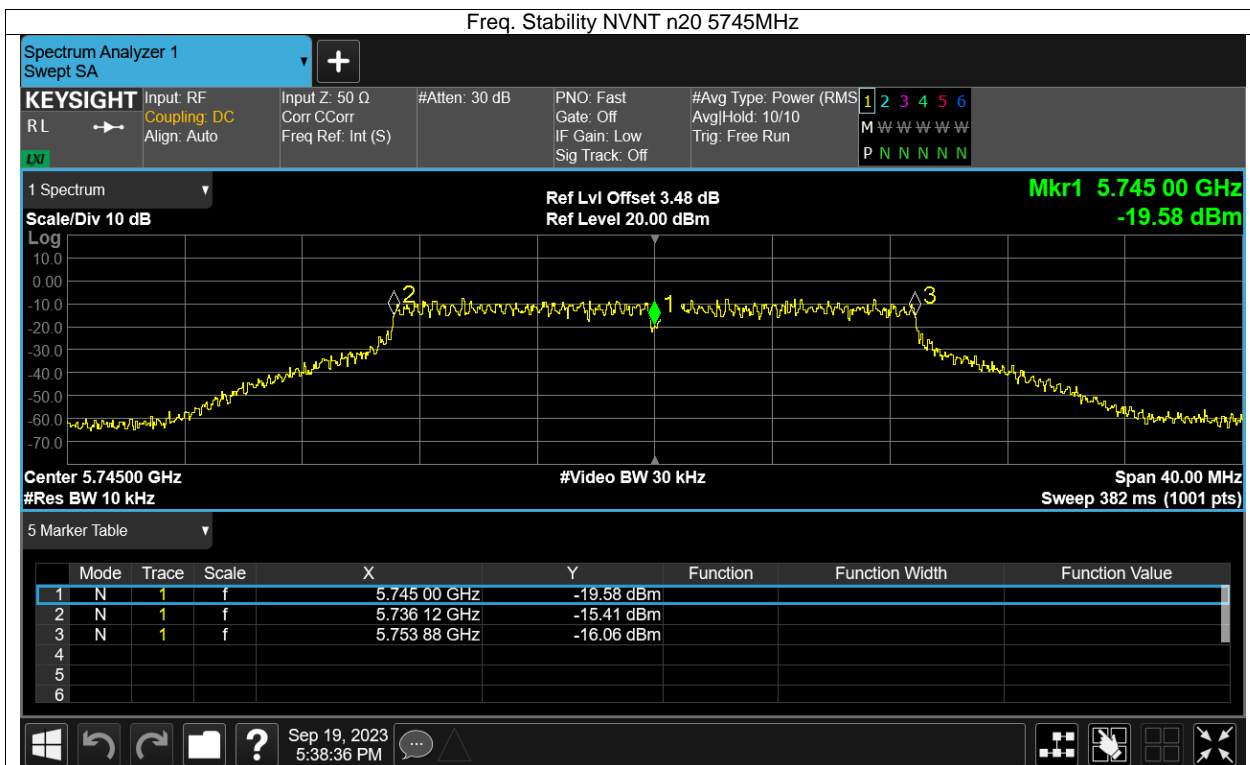 Freq. Stability NVNT n20 5745MHz
Spectrum Analyzer 1
Swept SA
KEYSIGHT
RL
LXI
Input: RF
Coupling: DC
Align: Auto
Input Z: 50 Ω
Corr CCorr
Freq Ref: Int (S)
#Atten: 30 dB
PNO: Fast
Gate: Off
IF Gain: Low
Sig Track: Off
#Avg Type: Power (RMS
Avg|Hold: 10/10
Trig: Free Run
1 2 3 4 5 6
M W W W W W
P N N N N N
1 Spectrum
Scale/Div 10 dB
Ref Lvl Offset 3.48 dB
Ref Level 20.00 dBm
Mkr1 5.745 00 GHz
-19.58 dBm
Log
10.0
0.00
-10.0
-20.0
-30.0
-40.0
-50.0
-60.0
-70.0
2
1
3
Center 5.74500 GHz
#Video BW 30 kHz
Span 40.00 MHz
#Res BW 10 kHz
Sweep 382 ms (1001 pts)
5 Marker Table
Mode Trace Scale X Y Function Function Width Function Value
1 N 1 f 5.745 00 GHz -19.58 dBm
2 N 1 f 5.736 12 GHz -15.41 dBm
3 N 1 f 5.753 88 GHz -16.06 dBm
4
5
6
?
Sep 19, 2023
5:38:36 PM